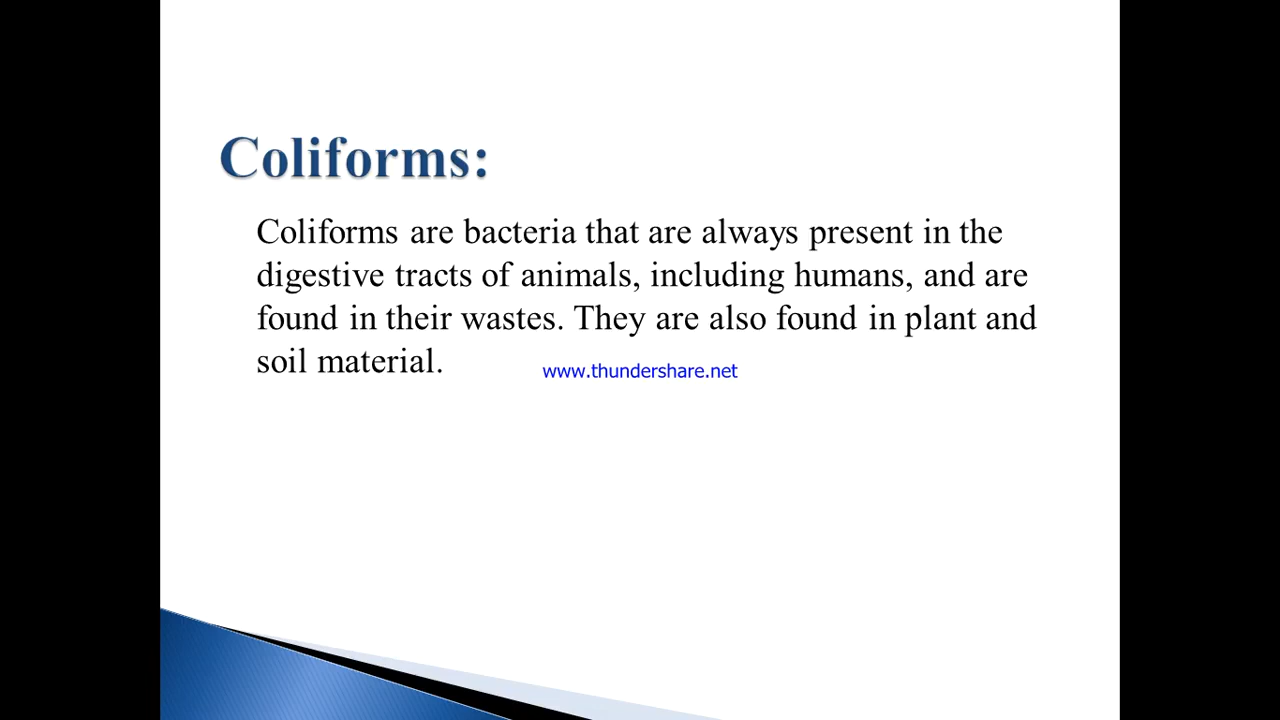 Coliforms:
Coliforms are bacteria that are always present in the
digestive tracts of animals, including humans, and are
found in their wastes. They are also found in plant and
soil material.
www.thundershare.net